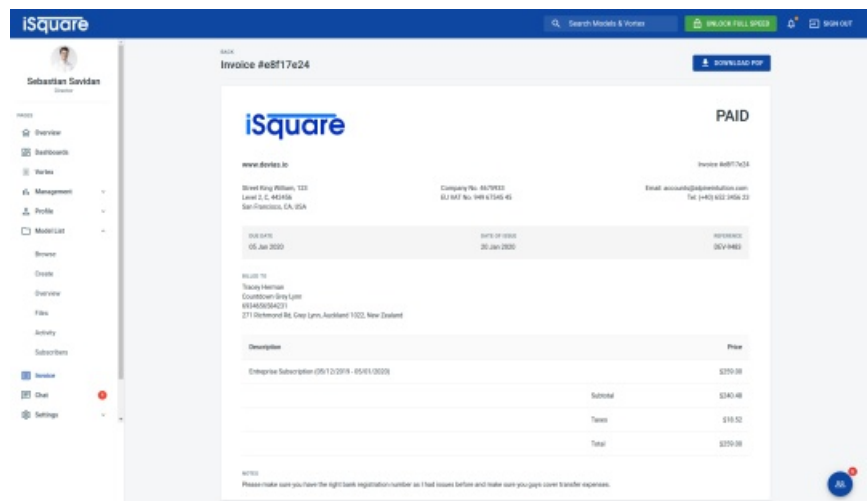 iSquare
Search Models & Vortex
UNLOCK FULL SPEED
SIGN OUT
Sebastian Savidan
Director
PAGES
Overview
Dashboards
Vortex
Management
Profile
Model List
Browse
Create
Overview
Files
Activity
Subscribers
Invoice
Chat
Settings
BACK
Invoice #e8f17e24
DOWNLOAD PDF
iSquare
PAID
www.devias.io
Invoice #e8f17e24
Street King William, 123
Level 2, C, 442456
San Francisco, CA, USA
Company No. 4675933
EU VAT No. 949 67545 45
Email accounts@alpineintuition.com
Tel: (+40) 652 3456 23
DUE DATE
05 Jan 2020
DATE OF ISSUE
20 Jan 2020
REFERENCE
DEV-9483
BILLED TO
Tracey Herman
Countdown Grey Lynn
6934656584231
271 Richmond Rd, Grey Lynn, Auckland 1022, New Zealand
Description
Price
Entreprise Subscription (05/12/2019 - 05/01/2020)
$259.00
Subtotal
$240.48
Taxes
$18.52
Total
$259.00
NOTES
Please make sure you have the right bank registration number as I had issues before and make sure you guys cover transfer expenses.